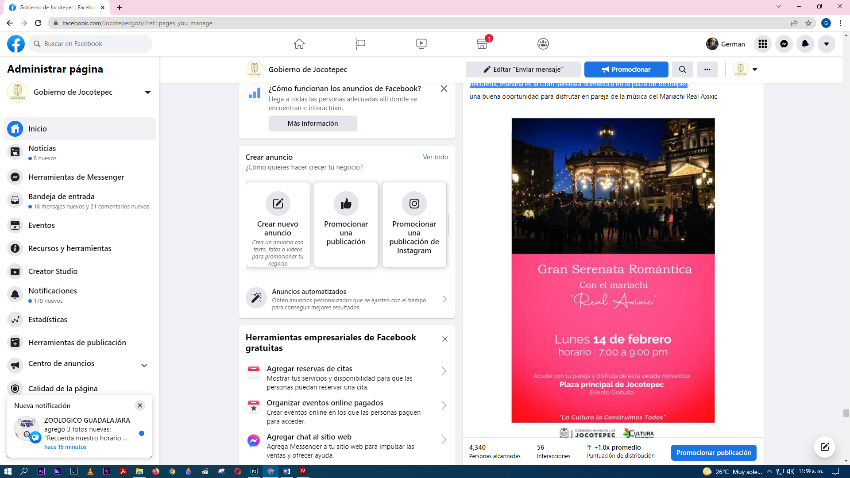 Gobierno de Jocotepec | Facebook
facebook.com/Jocotepecgob/?ref=pages_you_manage
Buscar en Facebook
1
German
Administrar página
Gobierno de Jocotepec
Inicio
Noticias
8 nuevos
Herramientas de Messenger
Bandeja de entrada
18 mensajes nuevos y 21 comentarios nuevos
Eventos
Recursos y herramientas
Creator Studio
Notificaciones
179 nuevos
Estadísticas
Herramientas de publicación
Centro de anuncios
Calidad de la página
Nueva notificación
ZOOLOGICO GUADALAJARA
agregó 3 fotos nuevas:
"Recuerda nuestro horario ...
hace 16 minutos
Gobierno de Jocotepec
Editar "Enviar mensaje"
Promocionar
¿Cómo funcionan los anuncios de Facebook?
Llega a todas las personas adecuadas allí donde se
encuentran e interactúan.
Más información
Crear anuncio
Ver todo
¿Cómo quieres hacer crecer tu negocio?
Crear nuevo
anuncio
Crea un anuncio con
texto, fotos o videos
para promocionar tu
negocio
Promocionar
una
publicación
Promocionar
una
publicación de
Instagram
Anuncios automatizados
Obtén anuncios personalizados que se ajusten con el tiempo
para conseguir mejores resultados.
Herramientas empresariales de Facebook
gratuitas
Agregar reservas de citas
Mostrar tus servicios y disponibilidad para que las
personas puedan reservar una cita.
Organizar eventos online pagados
Crear eventos online en los que las personas paguen
para acceder.
Agregar chat al sitio web
Agrega Messenger a tu sitio web para impulsar las
ventas y ofrecer ayuda.
una buena oportunidad para disfrutar en pareja de la música del Mariachi Real Axixic
Gran Serenata Romántica
Con el mariachi
"Real Axixic"
Lunes 14 de febrero
horario : 7:00 a 9:00 pm
Acude con tu pareja y disfruta de esta velada romantica
Plaza principal de Jocotepec
Evento Gratuito
"La Cultura la Construimos Todos"
JOCOTEPEC
CULTURA
4,340
Personas alcanzadas
56
Interacciones
+1.0x promedio
Puntuación de distribución
Promocionar publicación
26°C Muy sole...
11:59 a. m.